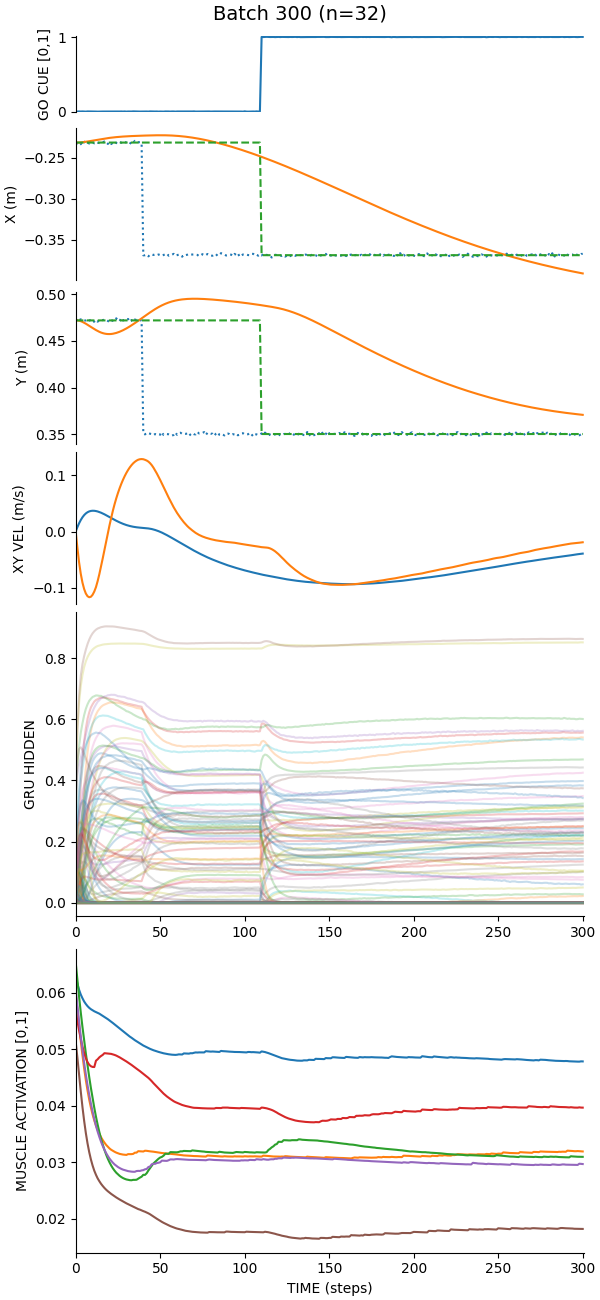 Batch 300 (n=32)
GO CUE [0,1]
1
0
X (m)
−0.25
−0.30
−0.35
Y (m)
0.50
0.45
0.40
0.35
XY VEL (m/s)
0.1
0.0
−0.1
GRU HIDDEN
0.8
0.6
0.4
0.2
0.0
0 50 100 150 200 250 300
MUSCLE ACTIVATION [0,1]
0.06
0.05
0.04
0.03
0.02
0 50 100 150 200 250 300
TIME (steps)